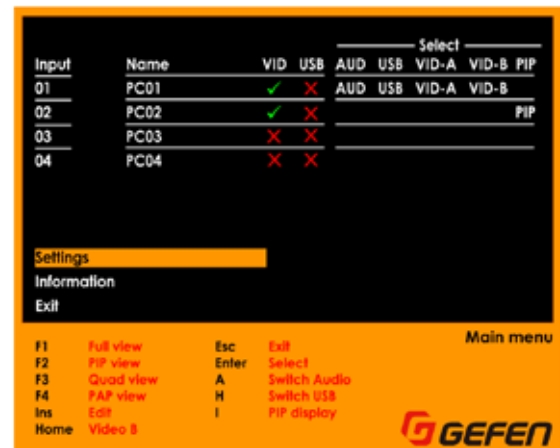 Select
Input Name VID USB AUD USB VID-A VID-B PIP
01 PC01 ✓ ✗ AUD USB VID-A VID-B
02 PC02 ✓ ✗ PIP
03 PC03 ✗ ✗
04 PC04 ✗ ✗
Settings
Information
Exit
Main menu
F1 Full view Esc Exit
F2 PIP view Enter Select
F3 Quad view A Switch Audio
F4 PAP view H Switch USB
Ins Edit I PIP display
Home Video B
GEFEN